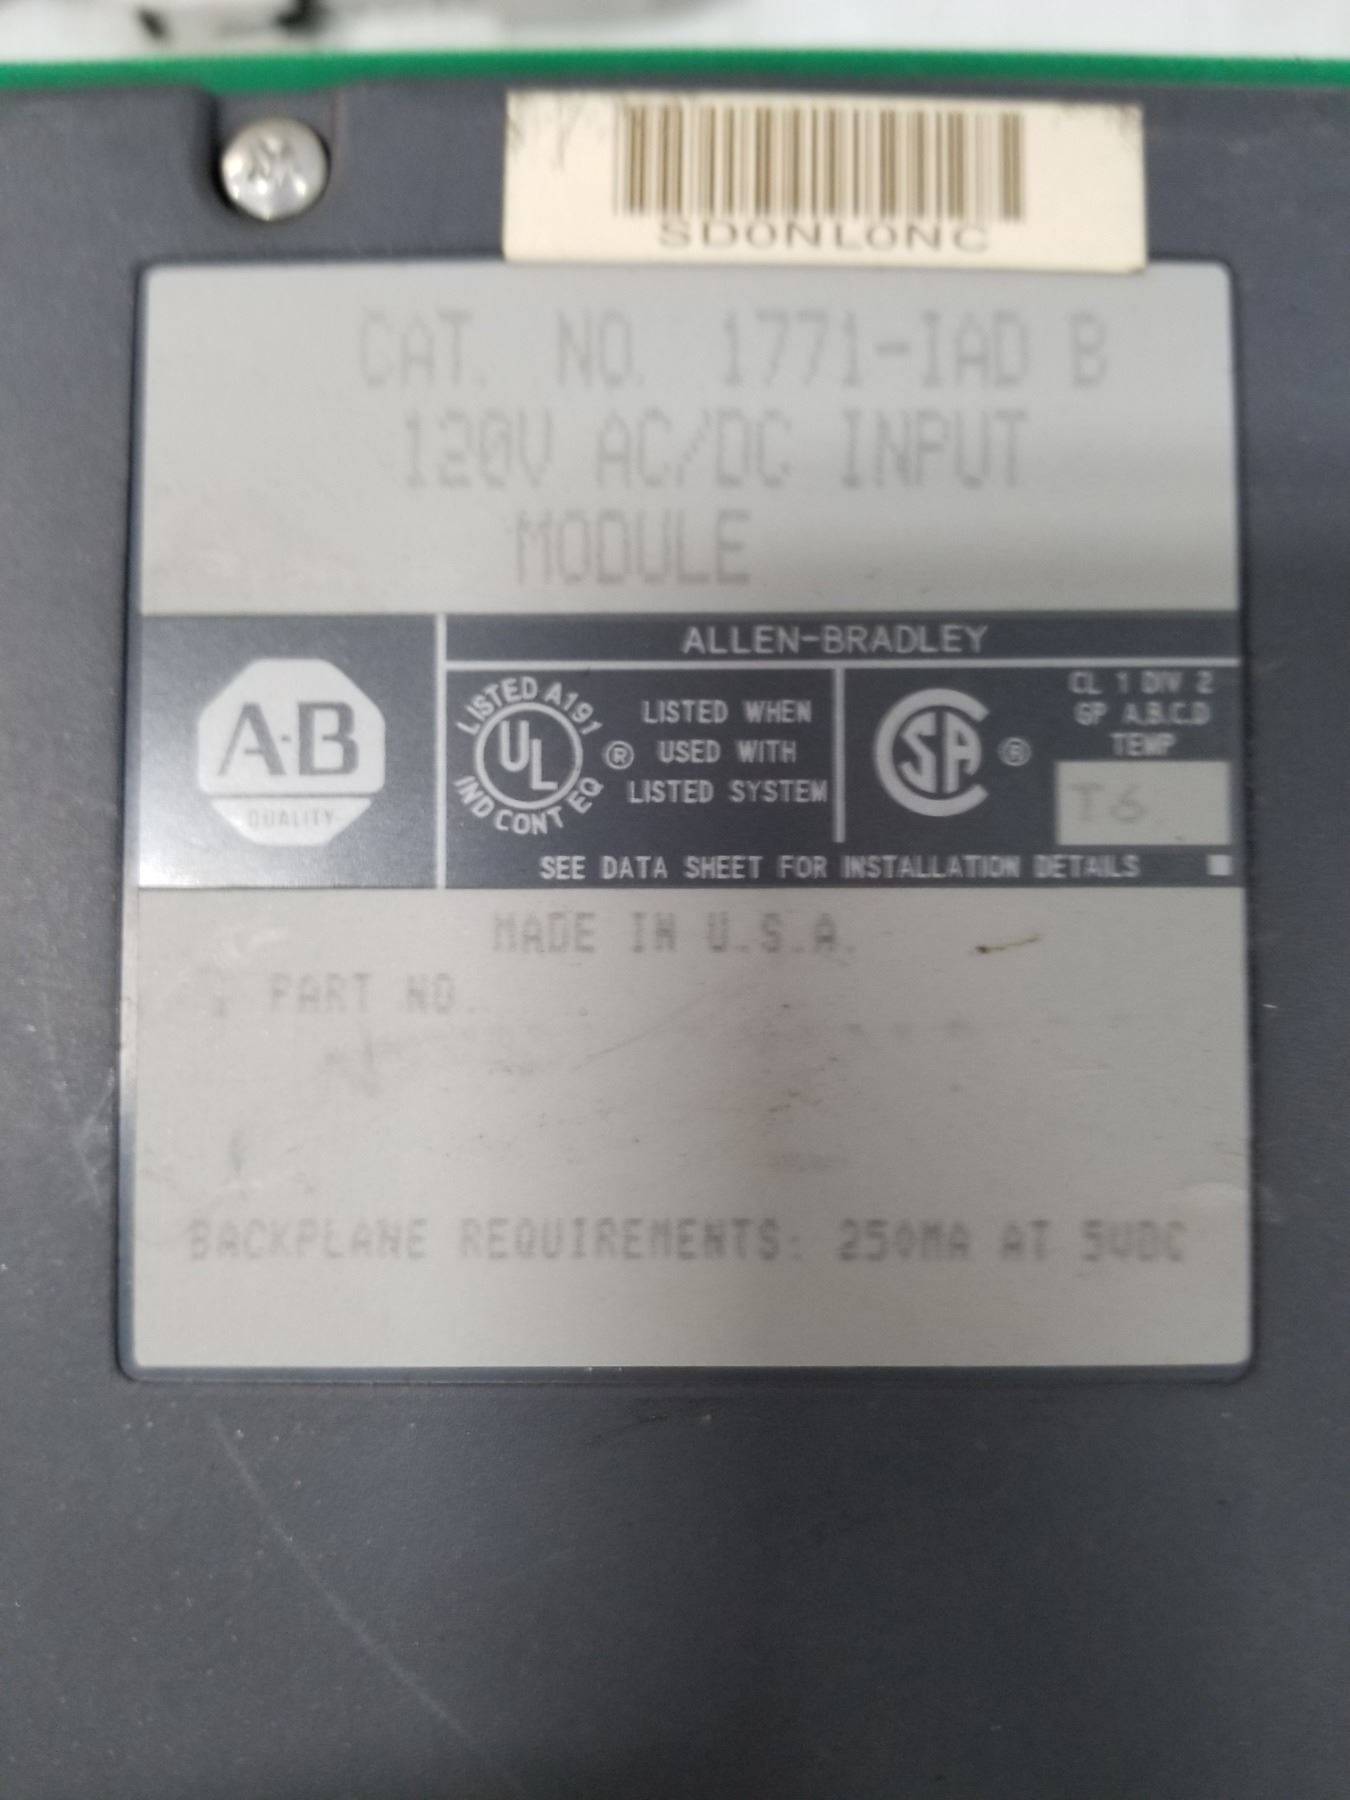 SD0NL0NC
CAT. NO. 1771-IAD B
120V AC/DC INPUT
MODULE
ALLEN-BRADLEY
A-B
QUALITY
LISTED A191
UL
IND CONT EQ
®
LISTED WHEN
USED WITH
LISTED SYSTEM
CSA
®
CL 1 DIV 2
GP A,B,C,D
TEMP
T6
SEE DATA SHEET FOR INSTALLATION DETAILS
MADE IN U.S.A.
PART NO.
BACKPLANE REQUIREMENTS: 250MA AT 5VDC